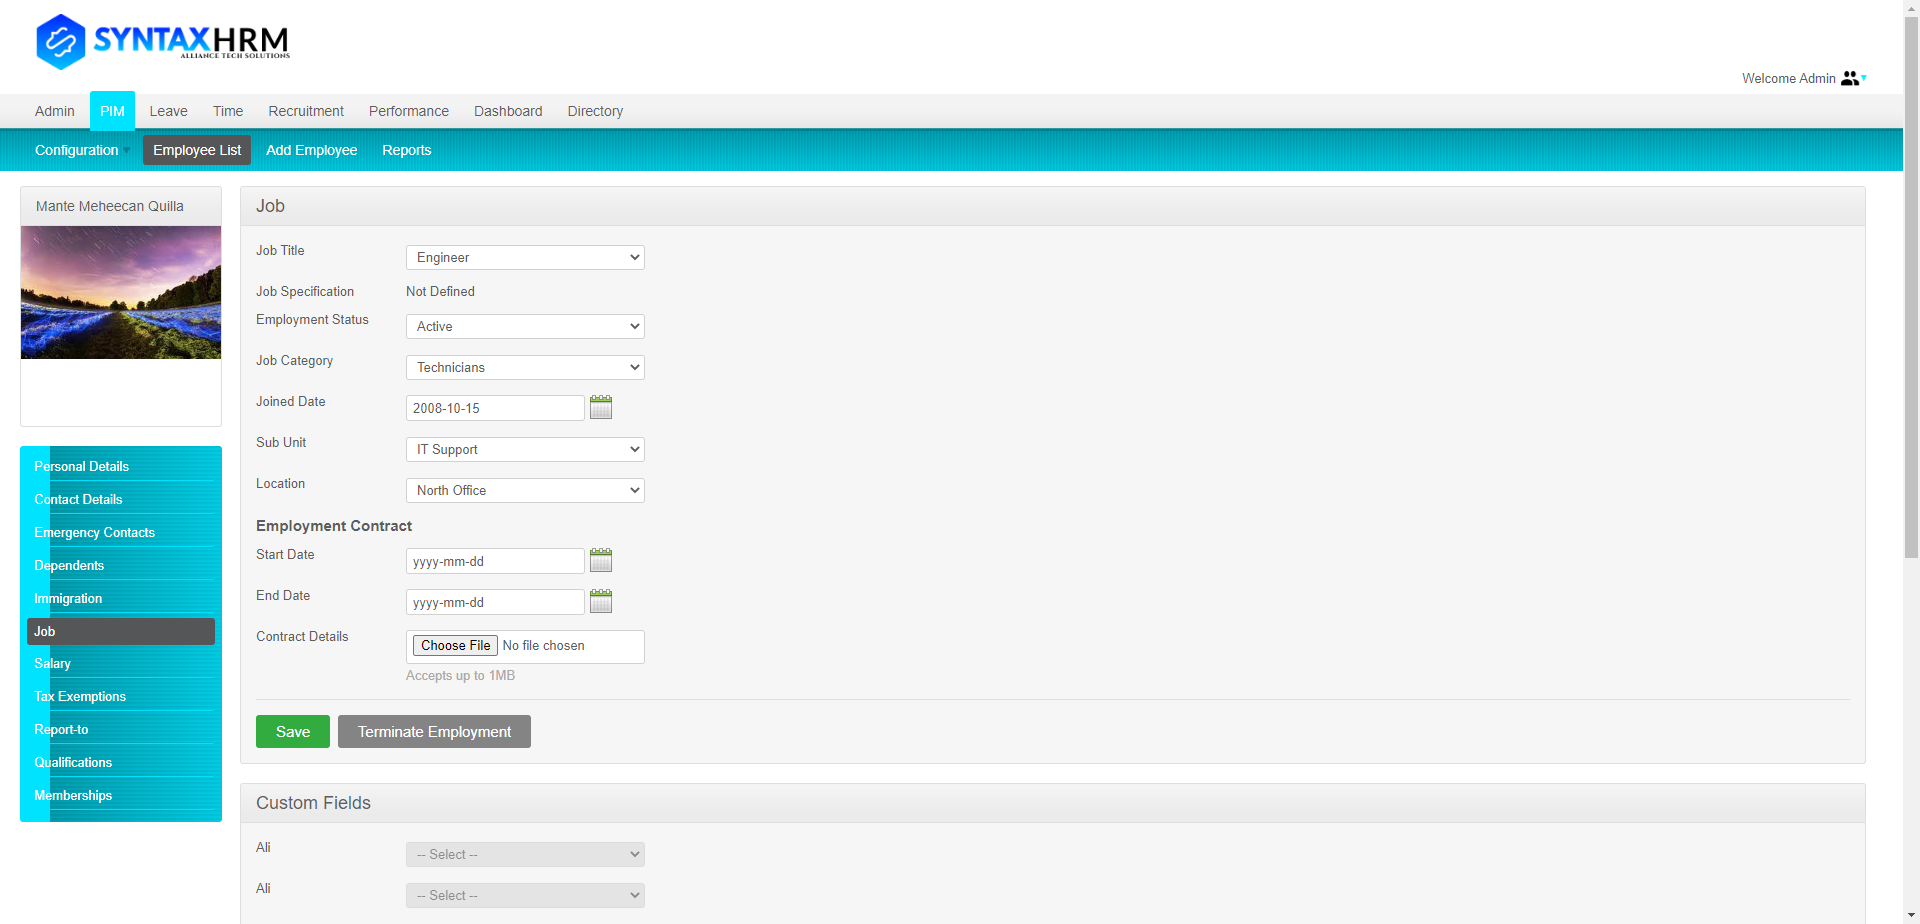 SYNTAXHRM
ALLIANCE TECH SOLUTIONS
Welcome Admin
Admin PIM Leave Time Recruitment Performance Dashboard Directory
Configuration Employee List Add Employee Reports
Mante Meheecan Quilla
Personal Details
Contact Details
Emergency Contacts
Dependents
Immigration
Job
Salary
Tax Exemptions
Report-to
Qualifications
Memberships
Job
Job Title Engineer
Job Specification Not Defined
Employment Status Active
Job Category Technicians
Joined Date 2008-10-15
Sub Unit IT Support
Location North Office
Employment Contract
Start Date yyyy-mm-dd
End Date yyyy-mm-dd
Contract Details Choose File No file chosen
Accepts up to 1MB
Save Terminate Employment
Custom Fields
Ali -- Select --
Ali -- Select --